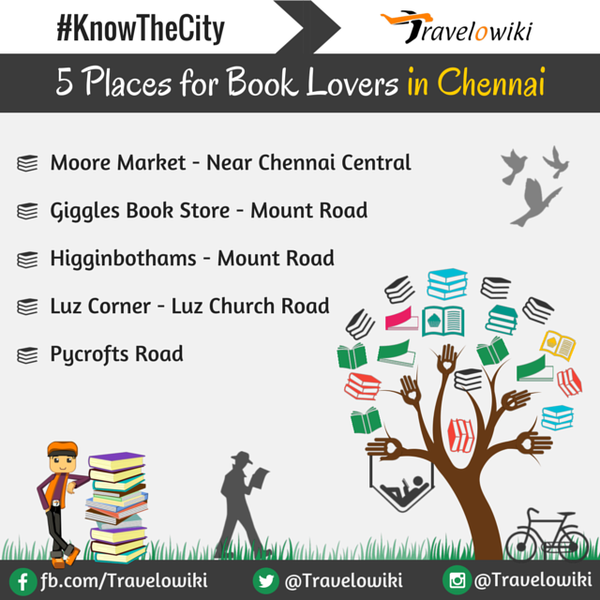 #KnowTheCity
Travelowiki
5 Places for Book Lovers in Chennai
Moore Market - Near Chennai Central
Giggles Book Store - Mount Road
Higginbothams - Mount Road
Luz Corner - Luz Church Road
Pycrofts Road
fb.com/Travelowiki
@Travelowiki
@Travelowiki